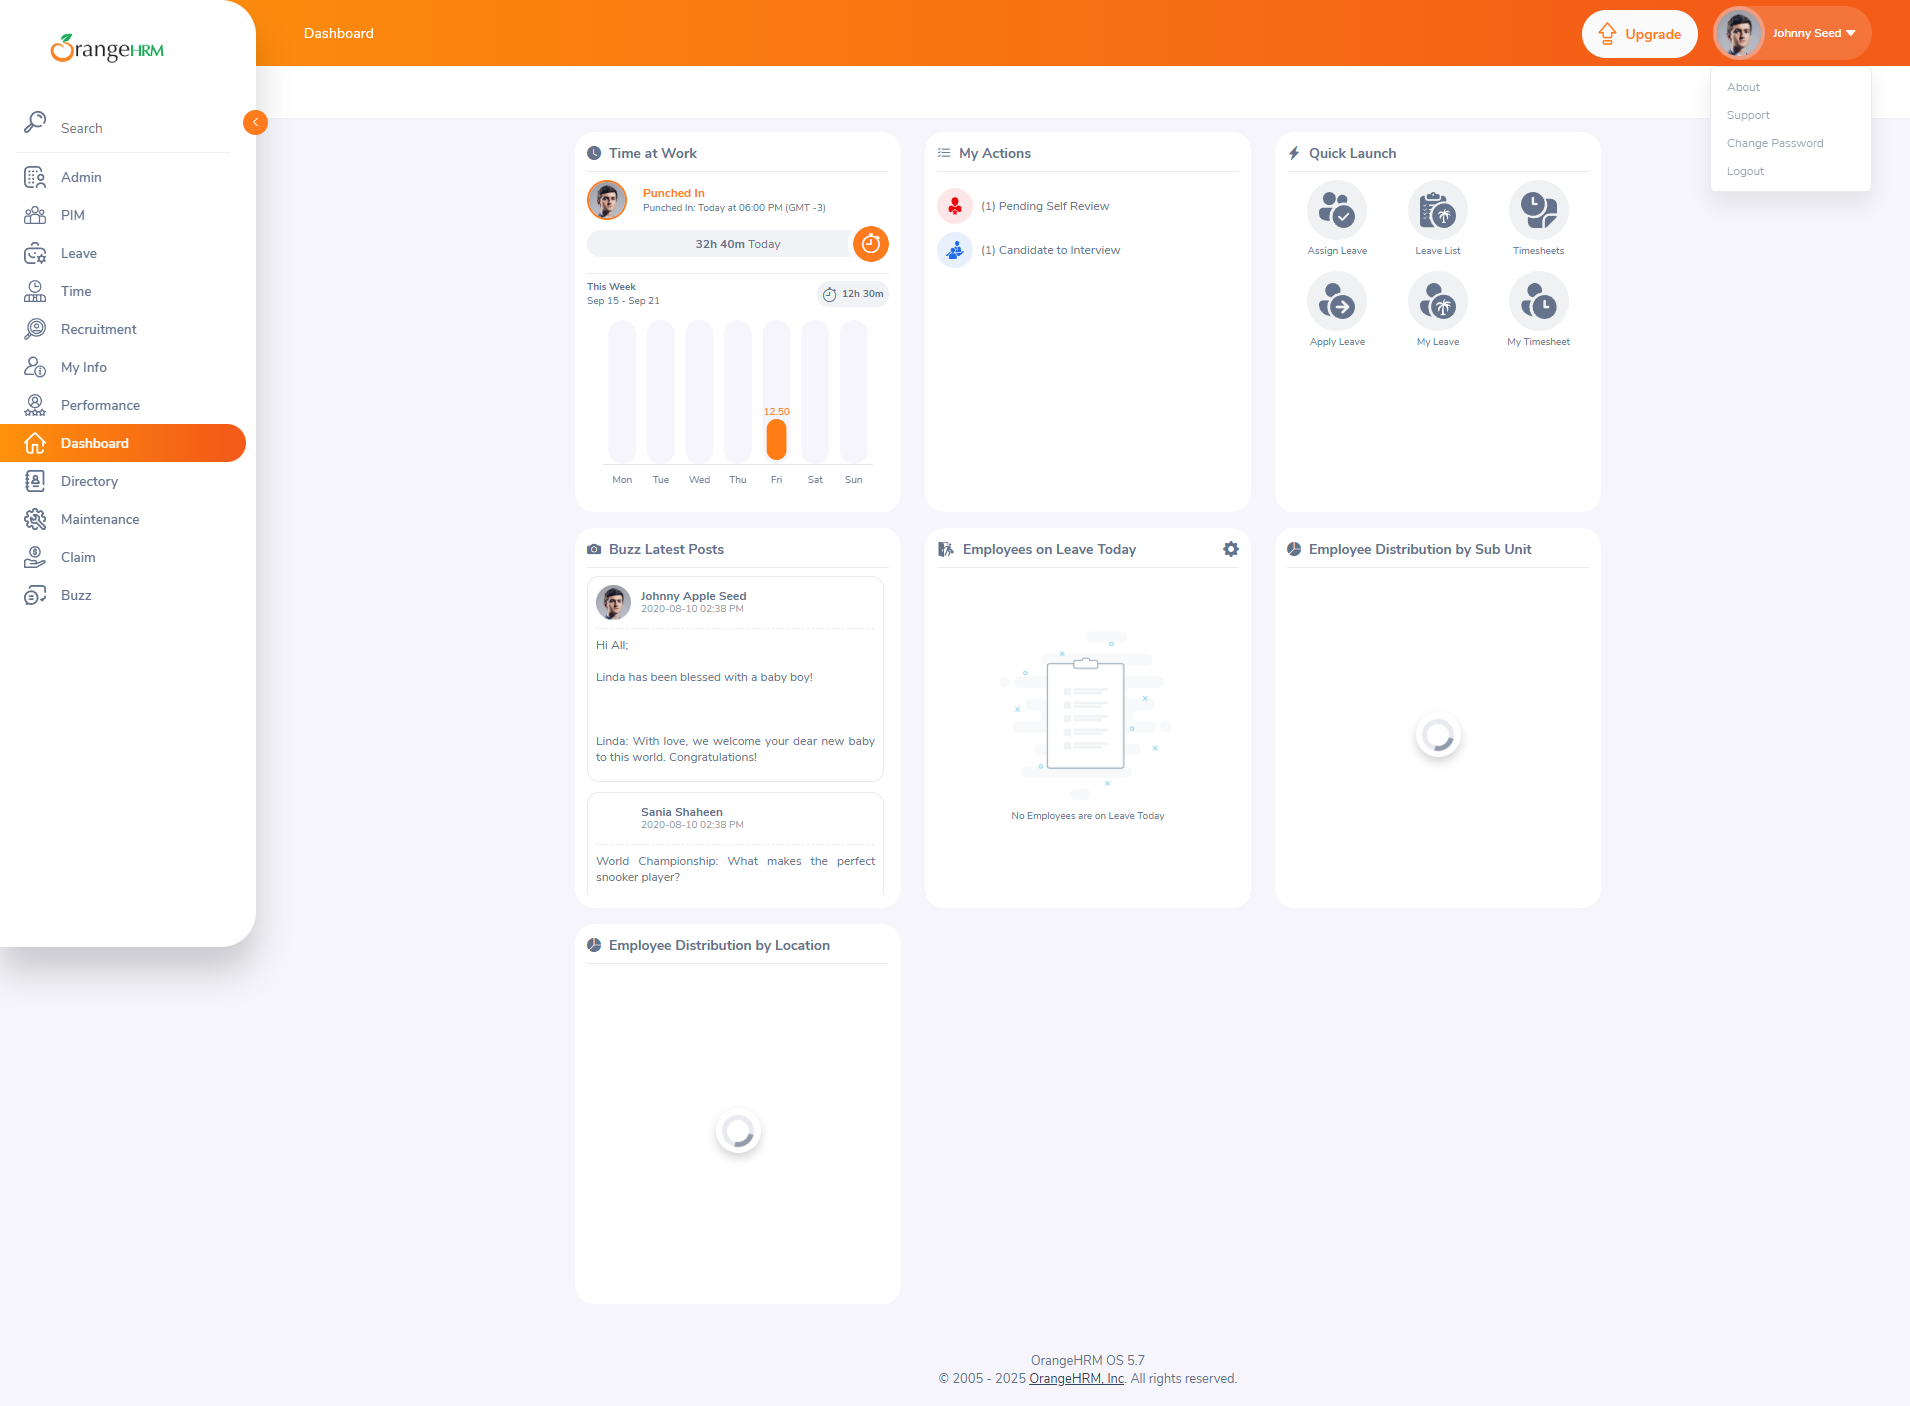 OrangeHRM
Dashboard
Upgrade
Johnny Seed
About
Support
Change Password
Logout
Search
Admin
PIM
Leave
Time
Recruitment
My Info
Performance
Dashboard
Directory
Maintenance
Claim
Buzz
Time at Work
Punched In
Punched In: Today at 06:00 PM (GMT -3)
32h 40m Today
This Week
Sep 15 - Sep 21
12h 30m
12.50
Mon Tue Wed Thu Fri Sat Sun
My Actions
(1) Pending Self Review
(1) Candidate to Interview
Quick Launch
Assign Leave Leave List Timesheets
Apply Leave My Leave My Timesheet
Buzz Latest Posts
Johnny Apple Seed
2020-08-10 02:38 PM
Hi All;
Linda has been blessed with a baby boy!
Linda: With love, we welcome your dear new baby
to this world. Congratulations!
Sania Shaheen
2020-08-10 02:38 PM
World Championship: What makes the perfect
snooker player?
Employees on Leave Today
No Employees are on Leave Today
Employee Distribution by Sub Unit
Employee Distribution by Location
OrangeHRM OS 5.7
© 2005 - 2025 OrangeHRM, Inc. All rights reserved.